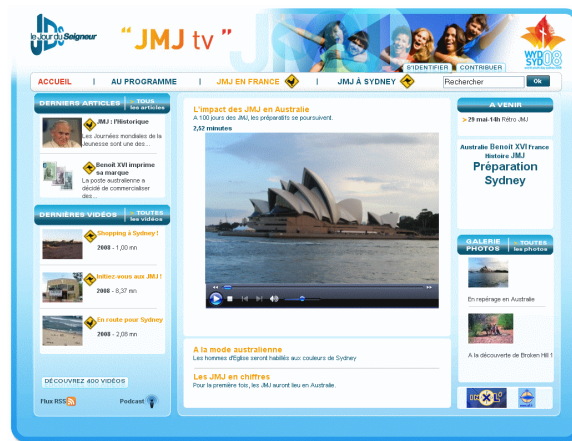 le Jour du Seigneur
“JMJ tv”
WYD
SYD08
S'IDENTIFIER
CONTRIBUER
ACCUEIL | AU PROGRAMME | JMJ EN FRANCE | JMJ À SYDNEY
Rechercher
Ok
DERNIERS ARTICLES
> TOUS
les articles
JMJ : l'Historique
Les Journées mondiales de la
Jeunesse sont une des...
Benoît XVI imprime
sa marque
La poste australienne a
décidé de commercialiser
des...
DERNIÈRES VIDÉOS
> TOUTES
les vidéos
Shopping à Sydney !
2008 - 1,00 mn
Initiez-vous aux JMJ !
2008 - 8,37 mn
En route pour Sydney
2008 - 2,08 mn
DÉCOUVREZ 400 VIDÉOS
Flux RSS
Podcast
L'impact des JMJ en Australie
A 100 jours des JMJ, les préparatifs se poursuivent.
2,52 minutes
A la mode australienne
Les hommes d'Eglise seront habillés aux couleurs de Sydney
Les JMJ en chiffres
Pour la première fois, les JMJ auront lieu en Australie.
A VENIR
> 29 mai-14h Rétro JMJ
Australie Benoît XVI France
Histoire JMJ
Préparation
Sydney
GALERIE
PHOTOS
> TOUTES
les photos
En repérage en Australie
A la découverte de Broken Hill 1